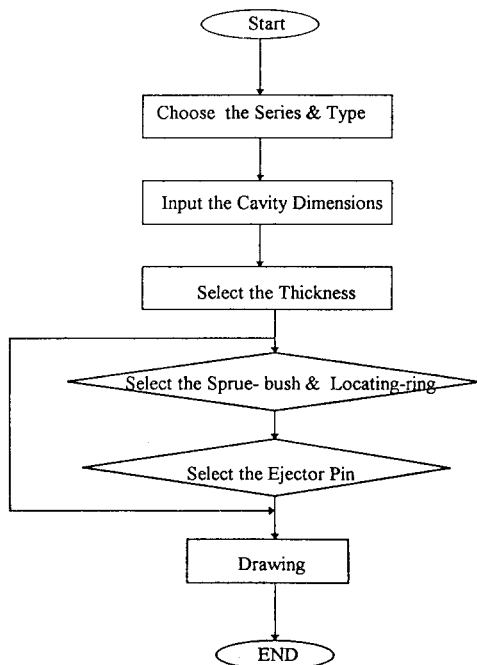 Start
Choose the Series & Type
Input the Cavity Dimensions
Select the Thickness
Select the Sprue- bush & Locating-ring
Select the Ejector Pin
Drawing
END